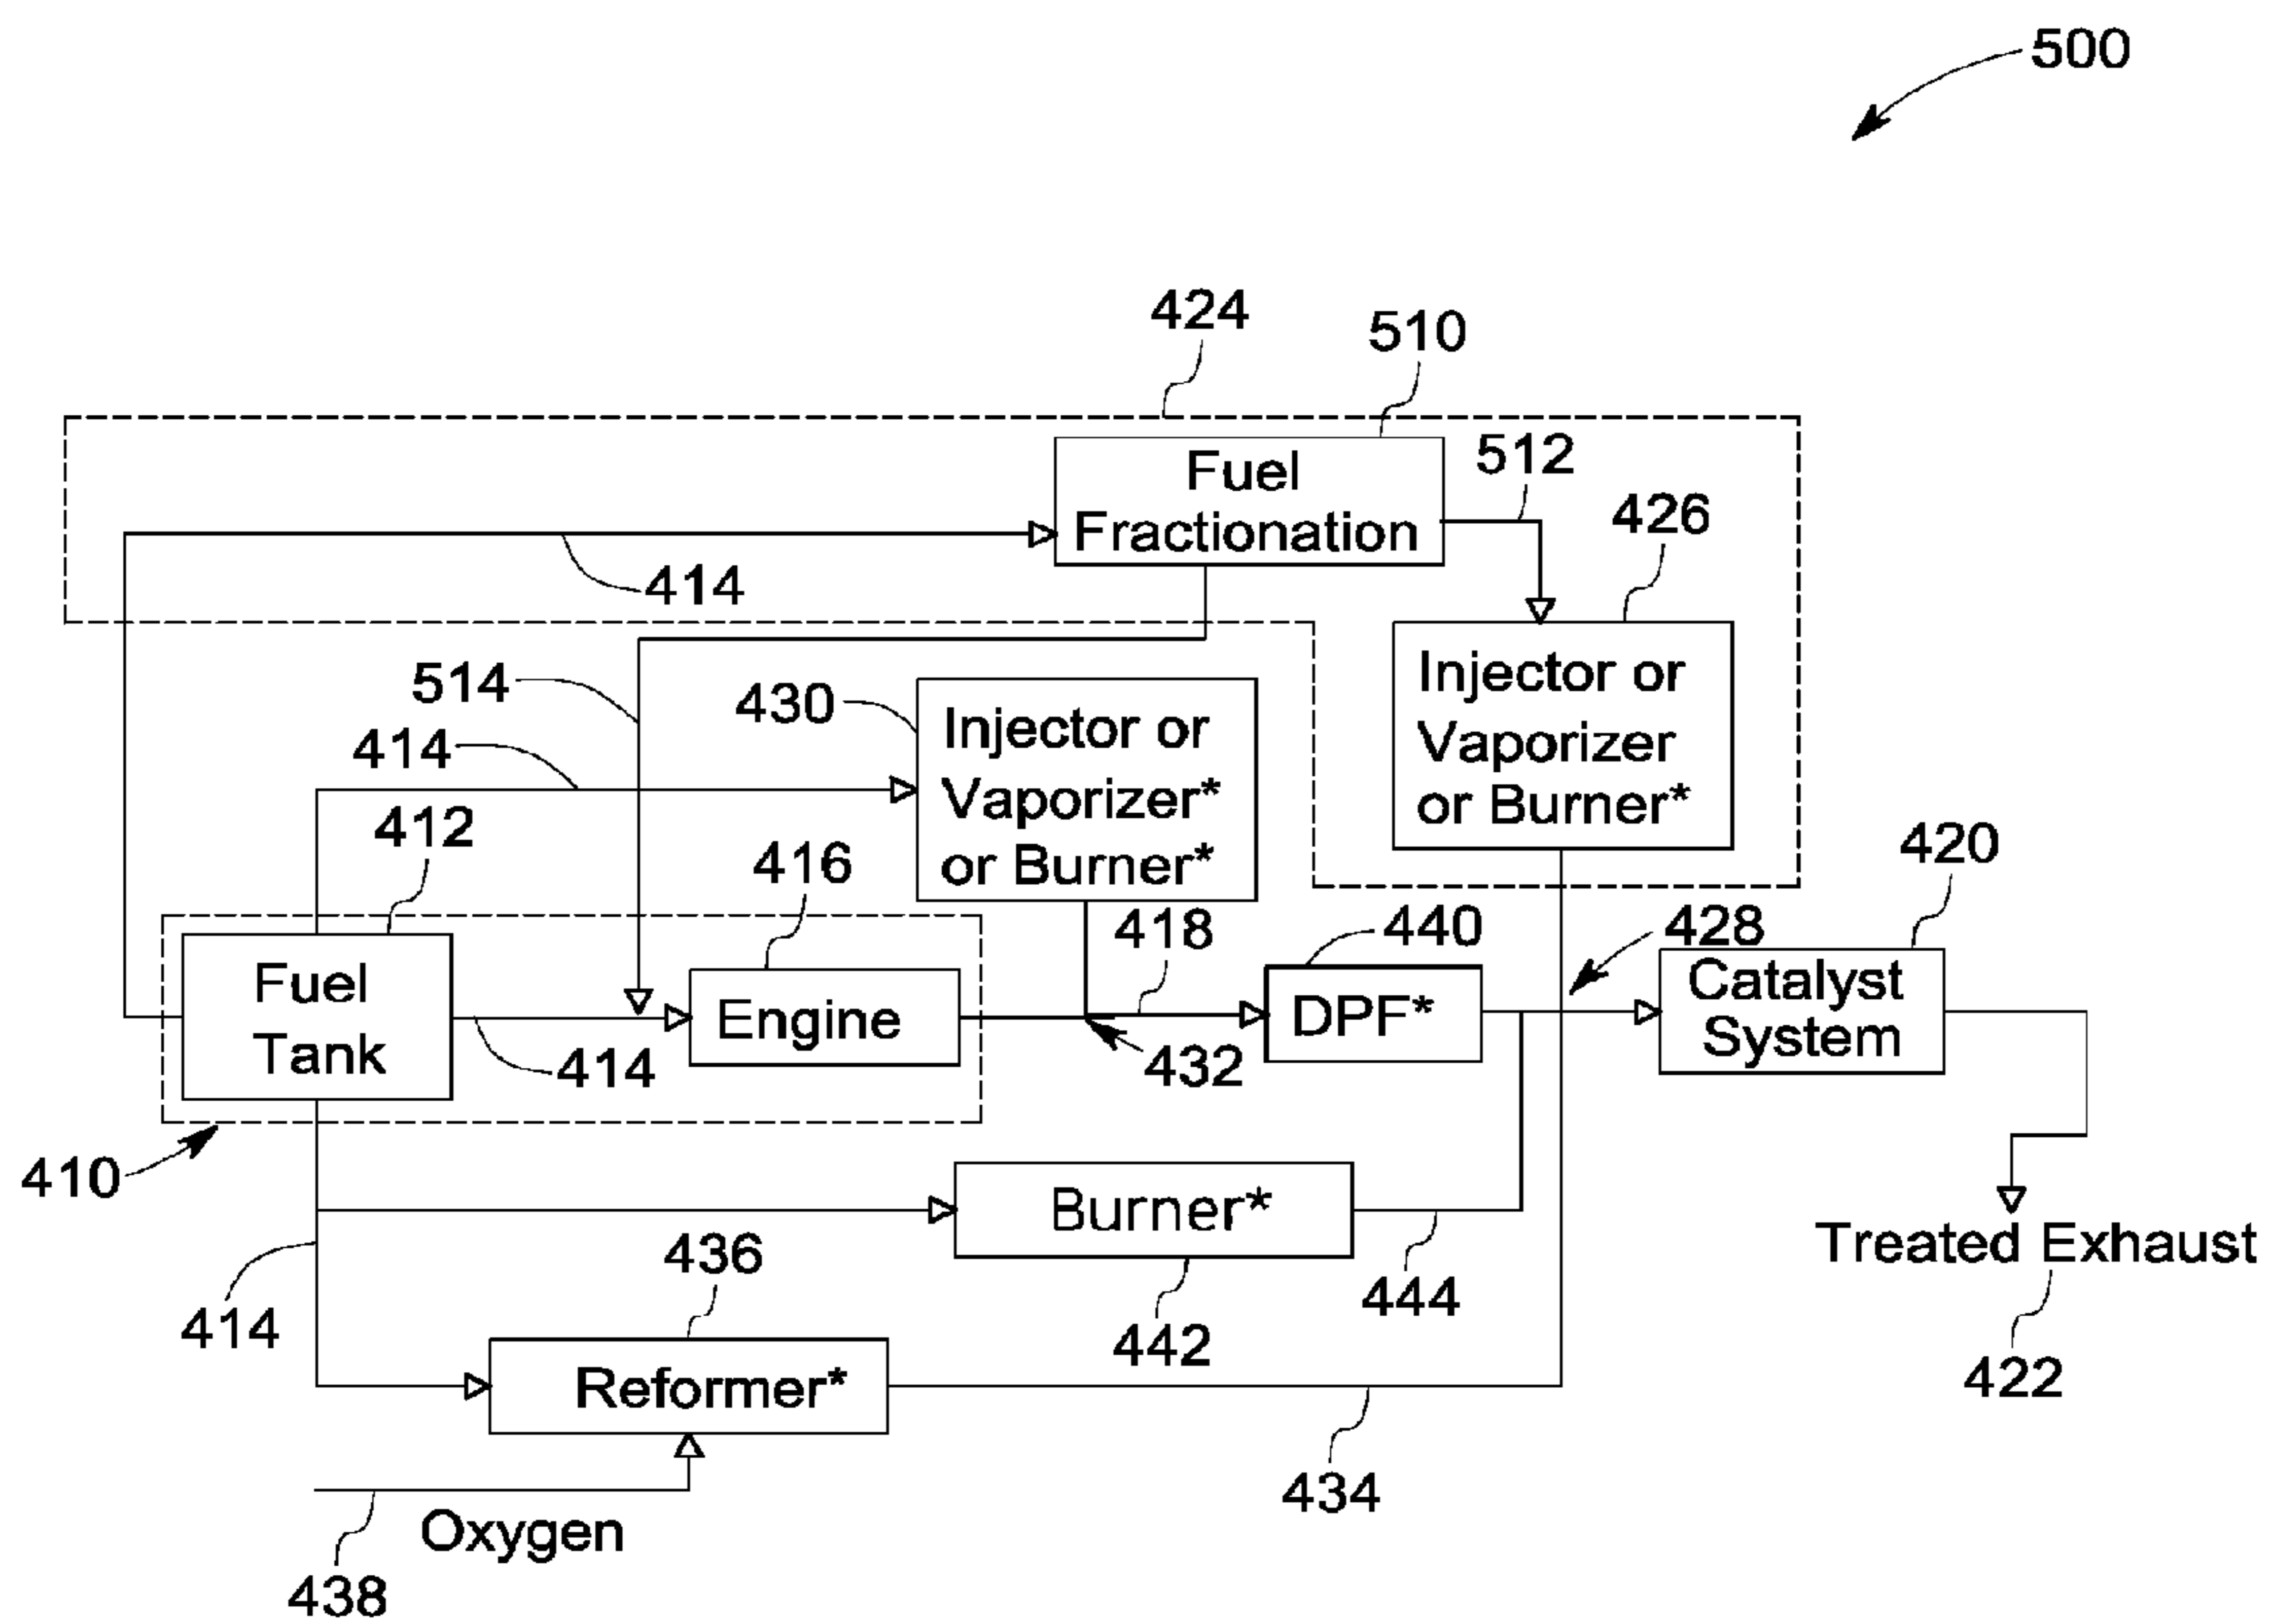 500
424
510
Fuel
Fractionation
512
426
414
Injector or
Vaporizer
or Burner*
514
430
Injector or
Vaporizer*
or Burner*
414
412
416
418
440
428
420
Fuel
Tank
Engine
DPF*
Catalyst
System
414
432
410
Burner*
Treated Exhaust
436
444
414
442
422
Reformer*
434
Oxygen
438